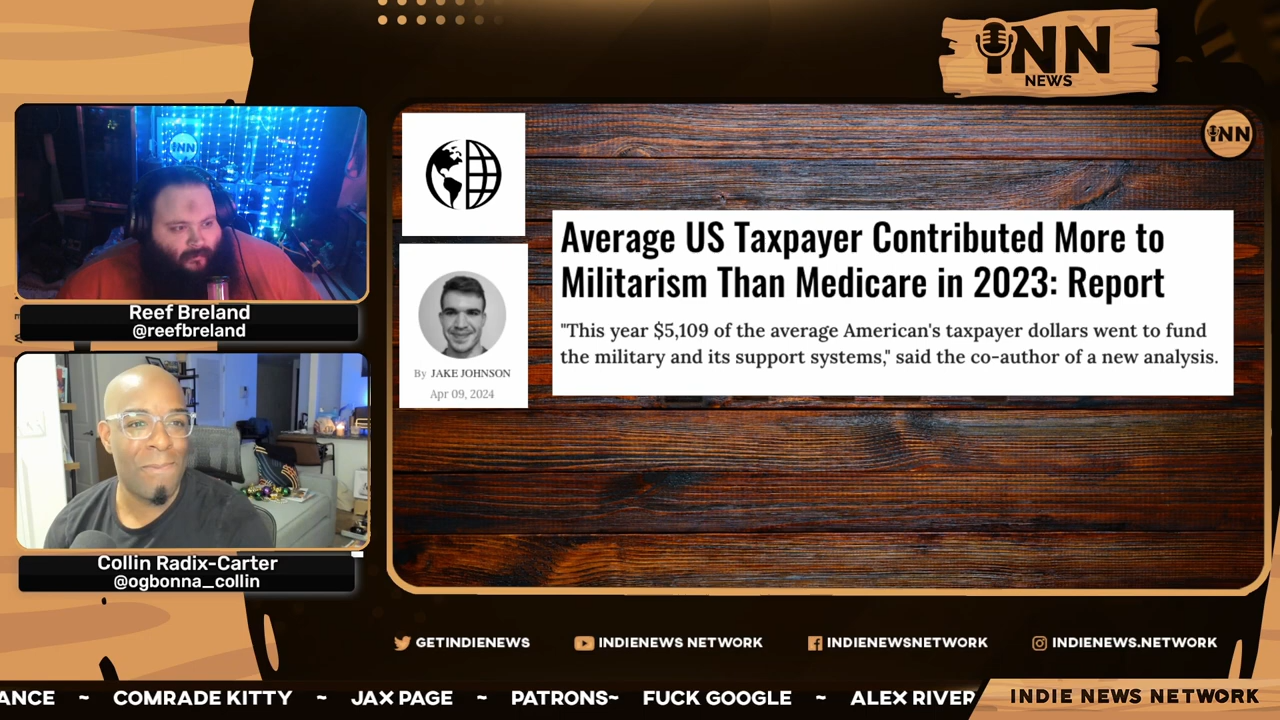 iNN
NEWS
iNN
iNN
Reef Breland
@reefbreland
Collin Radix-Carter
@ogbonna_collin
By JAKE JOHNSON
Apr 09, 2024
Average US Taxpayer Contributed More to
Militarism Than Medicare in 2023: Report
"This year $5,109 of the average American's taxpayer dollars went to fund
the military and its support systems," said the co-author of a new analysis.
GETINDIENEWS
INDIENEWS NETWORK
INDIENEWSNETWORK
INDIENEWS.NETWORK
ANCE ~ COMRADE KITTY ~ JAX PAGE ~ PATRONS~ FUCK GOOGLE ~ ALEX RIVER
INDIE NEWS NETWORK